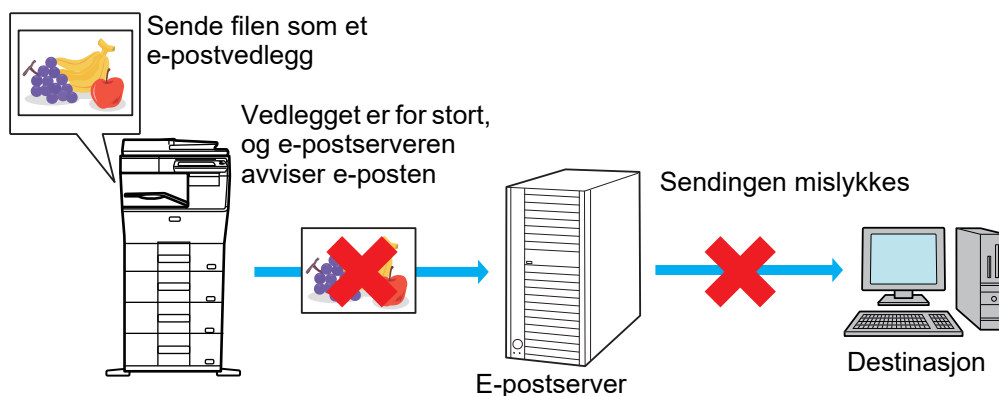 Sende filen som et
e-postvedlegg
Vedlegget er for stort,
og e-postserveren
avviser e-posten
Sendingen mislykkes
E-postserver
Destinasjon